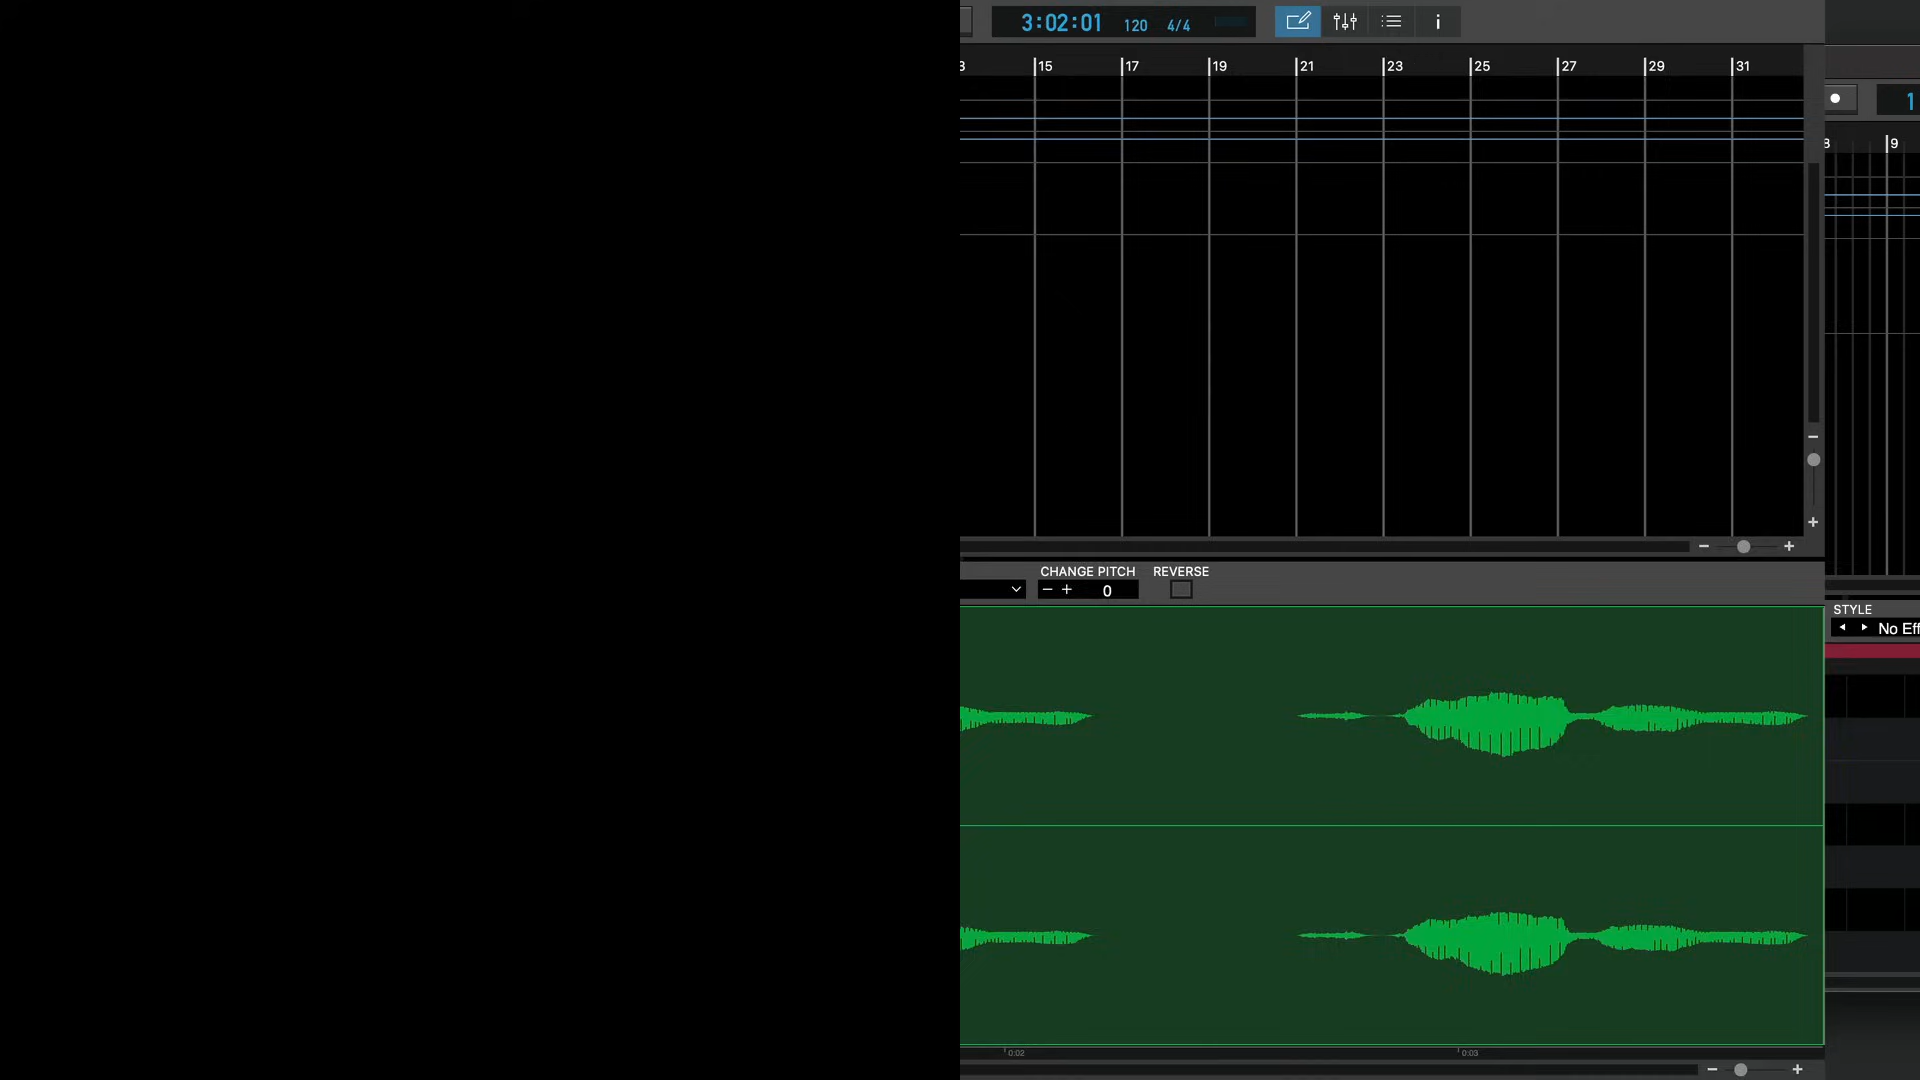 3:02:01 120 4/4
15 17 19 21 23 25 27 29 31
1
9
CHANGE PITCH REVERSE
0
STYLE
No Eff
0:02 0:03